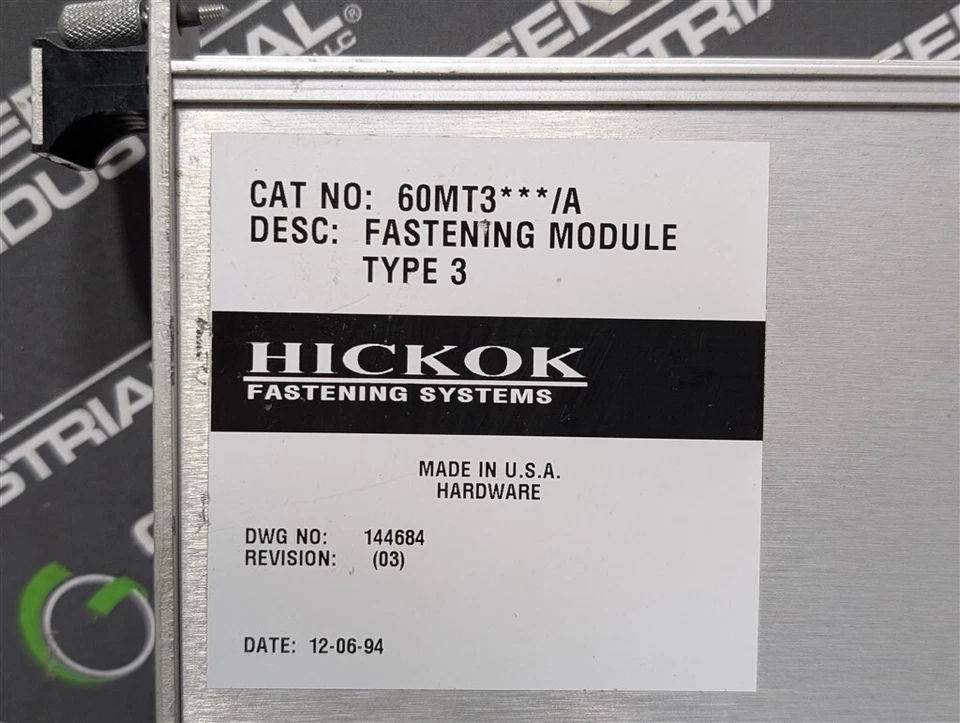 CAT NO: 60MT3***/A
DESC: FASTENING MODULE
TYPE 3
HICKOK
FASTENING SYSTEMS
MADE IN U.S.A.
HARDWARE
DWG NO: 144684
REVISION: (03)
DATE: 12-06-94